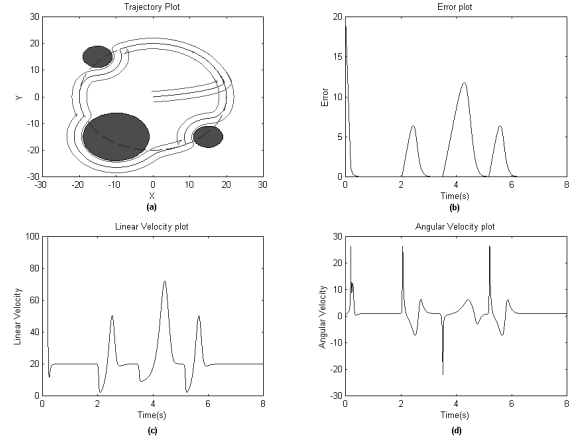 Trajectory Plot
30
20
10
0
-10
-20
-30
Y
-30 -20 -10 0 10 20 30
X
(a)
Error plot
20
15
10
5
0
Error
0 2 4 6 8
Time(s)
(b)
Linear Velocity plot
100
80
60
40
20
0
Linear Velocity
0 2 4 6 8
Time(s)
(c)
Angular Velocity plot
30
20
10
0
-10
-20
-30
Angular Velocity
0 2 4 6 8
Time(s)
(d)